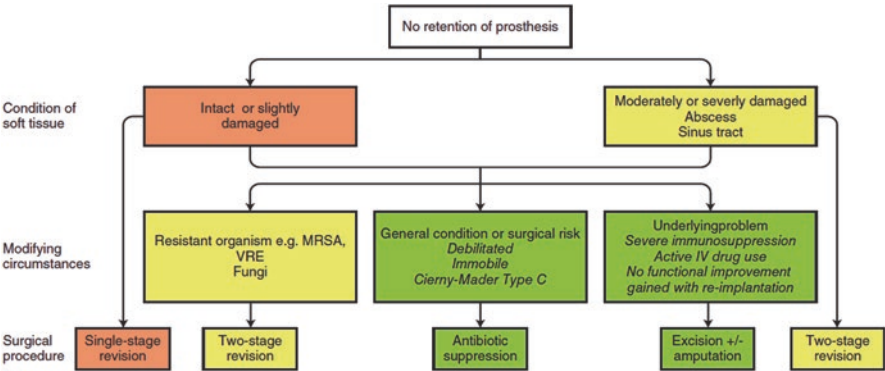 No retention of prosthesis
Condition of
soft tissue
Intact or slightly
damaged
Moderately or severly damaged
Abscess
Sinus tract
Modifying
circumstances
Resistant organism e.g. MRSA,
VRE
Fungi
General condition or surgical risk
Debilitated
Immobile
Cierny-Mader Type C
Underlyingproblem
Severe immunosuppression
Active IV drug use
No functional improvement
gained with re-implantation
Surgical
procedure
Single-stage
revision
Two-stage
revision
Antibiotic
suppression
Excision +/-
amputation
Two-stage
revision